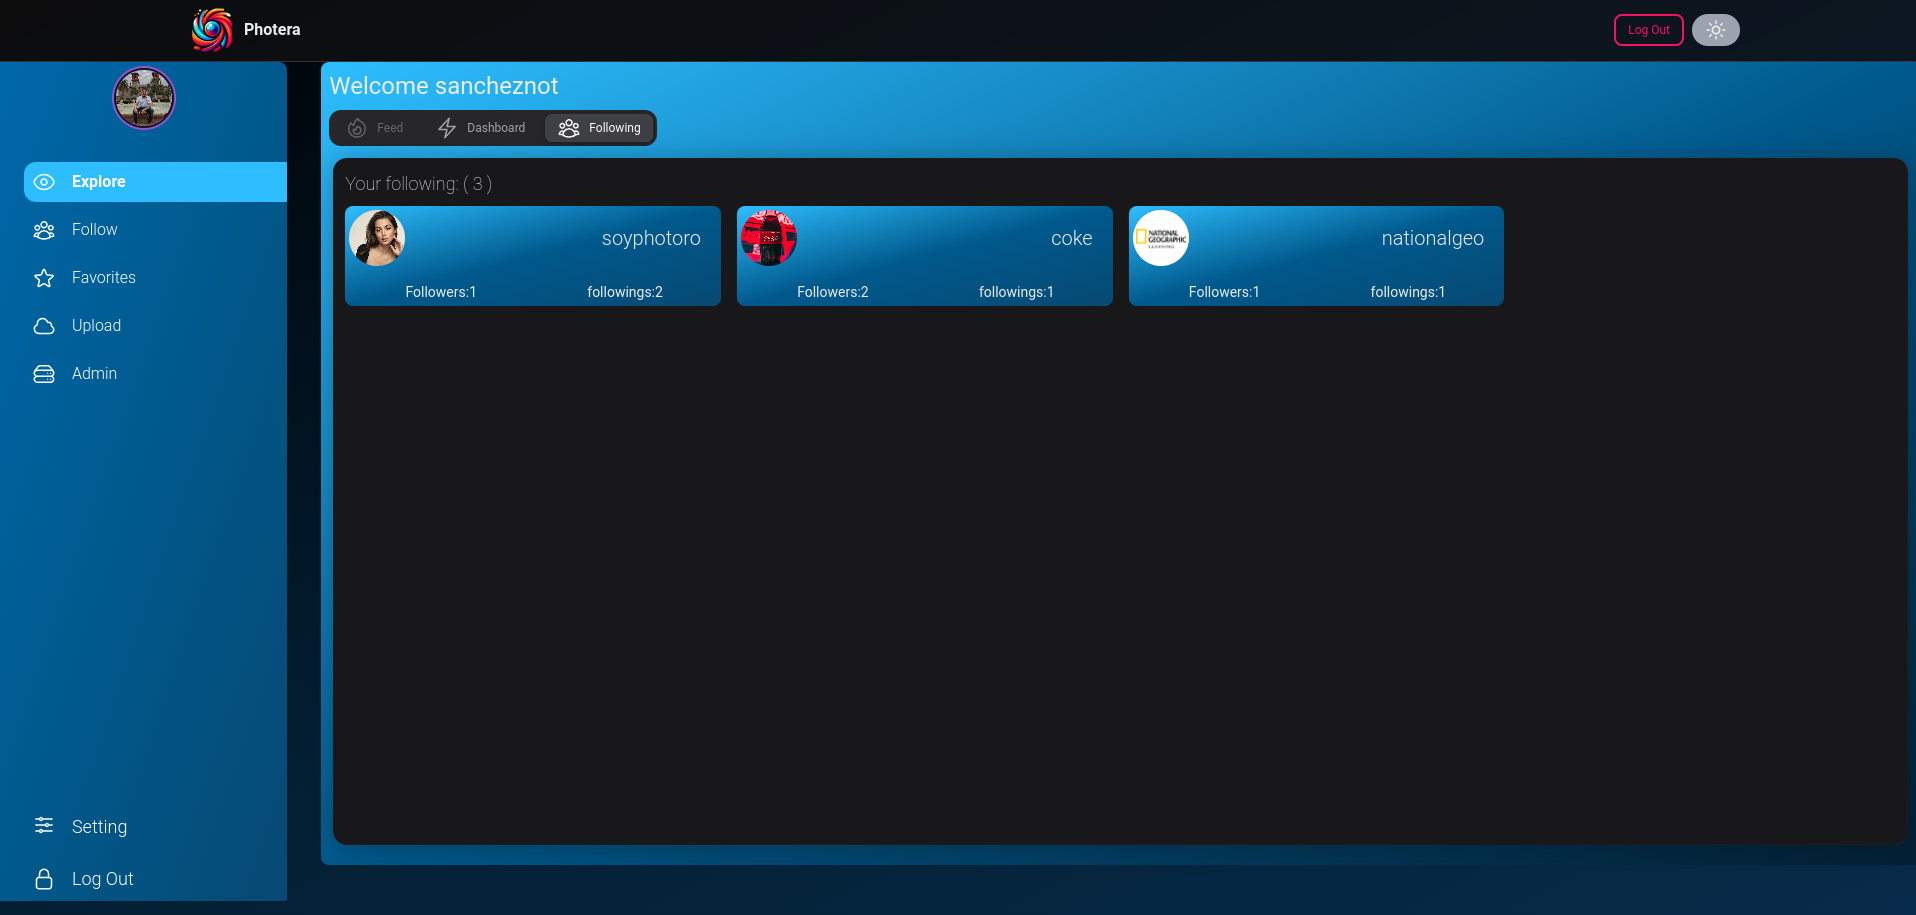 Photera
Log Out
Welcome sancheznot
Feed
Dashboard
Following
Explore
Follow
Favorites
Upload
Admin
Setting
Log Out
Your following: ( 3 )
soyphotoro
Followers:1
followings:2
coke
Followers:2
followings:1
NATIONAL
GEOGRAPHIC
LEARNING
nationalgeo
Followers:1
followings:1